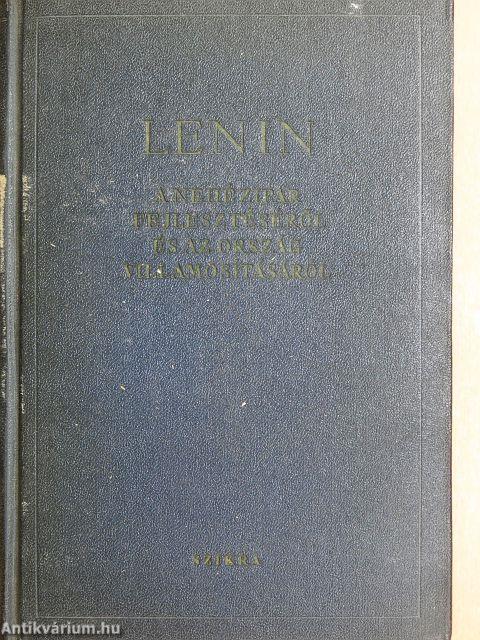 LENIN
A NEHÉZIPAR
FEJLESZTÉSÉRŐL
ÉS AZ ORSZÁG
VILLAMOSÍTÁSÁRÓL
SZIKRA
Antikvárium.hu